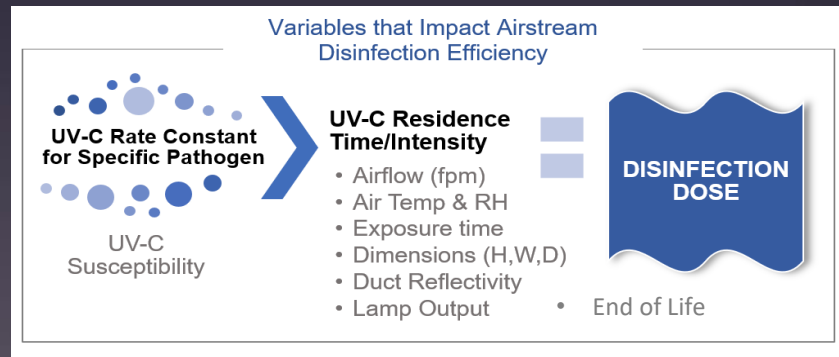 Variables that Impact Airstream
Disinfection Efficiency
UV-C Rate Constant
for Specific Pathogen
UV-C
Susceptibility
UV-C Residence
Time/Intensity
• Airflow (fpm)
• Air Temp & RH
• Exposure time
• Dimensions (H,W,D)
• Duct Reflectivity
• Lamp Output
• End of Life
DISINFECTION
DOSE